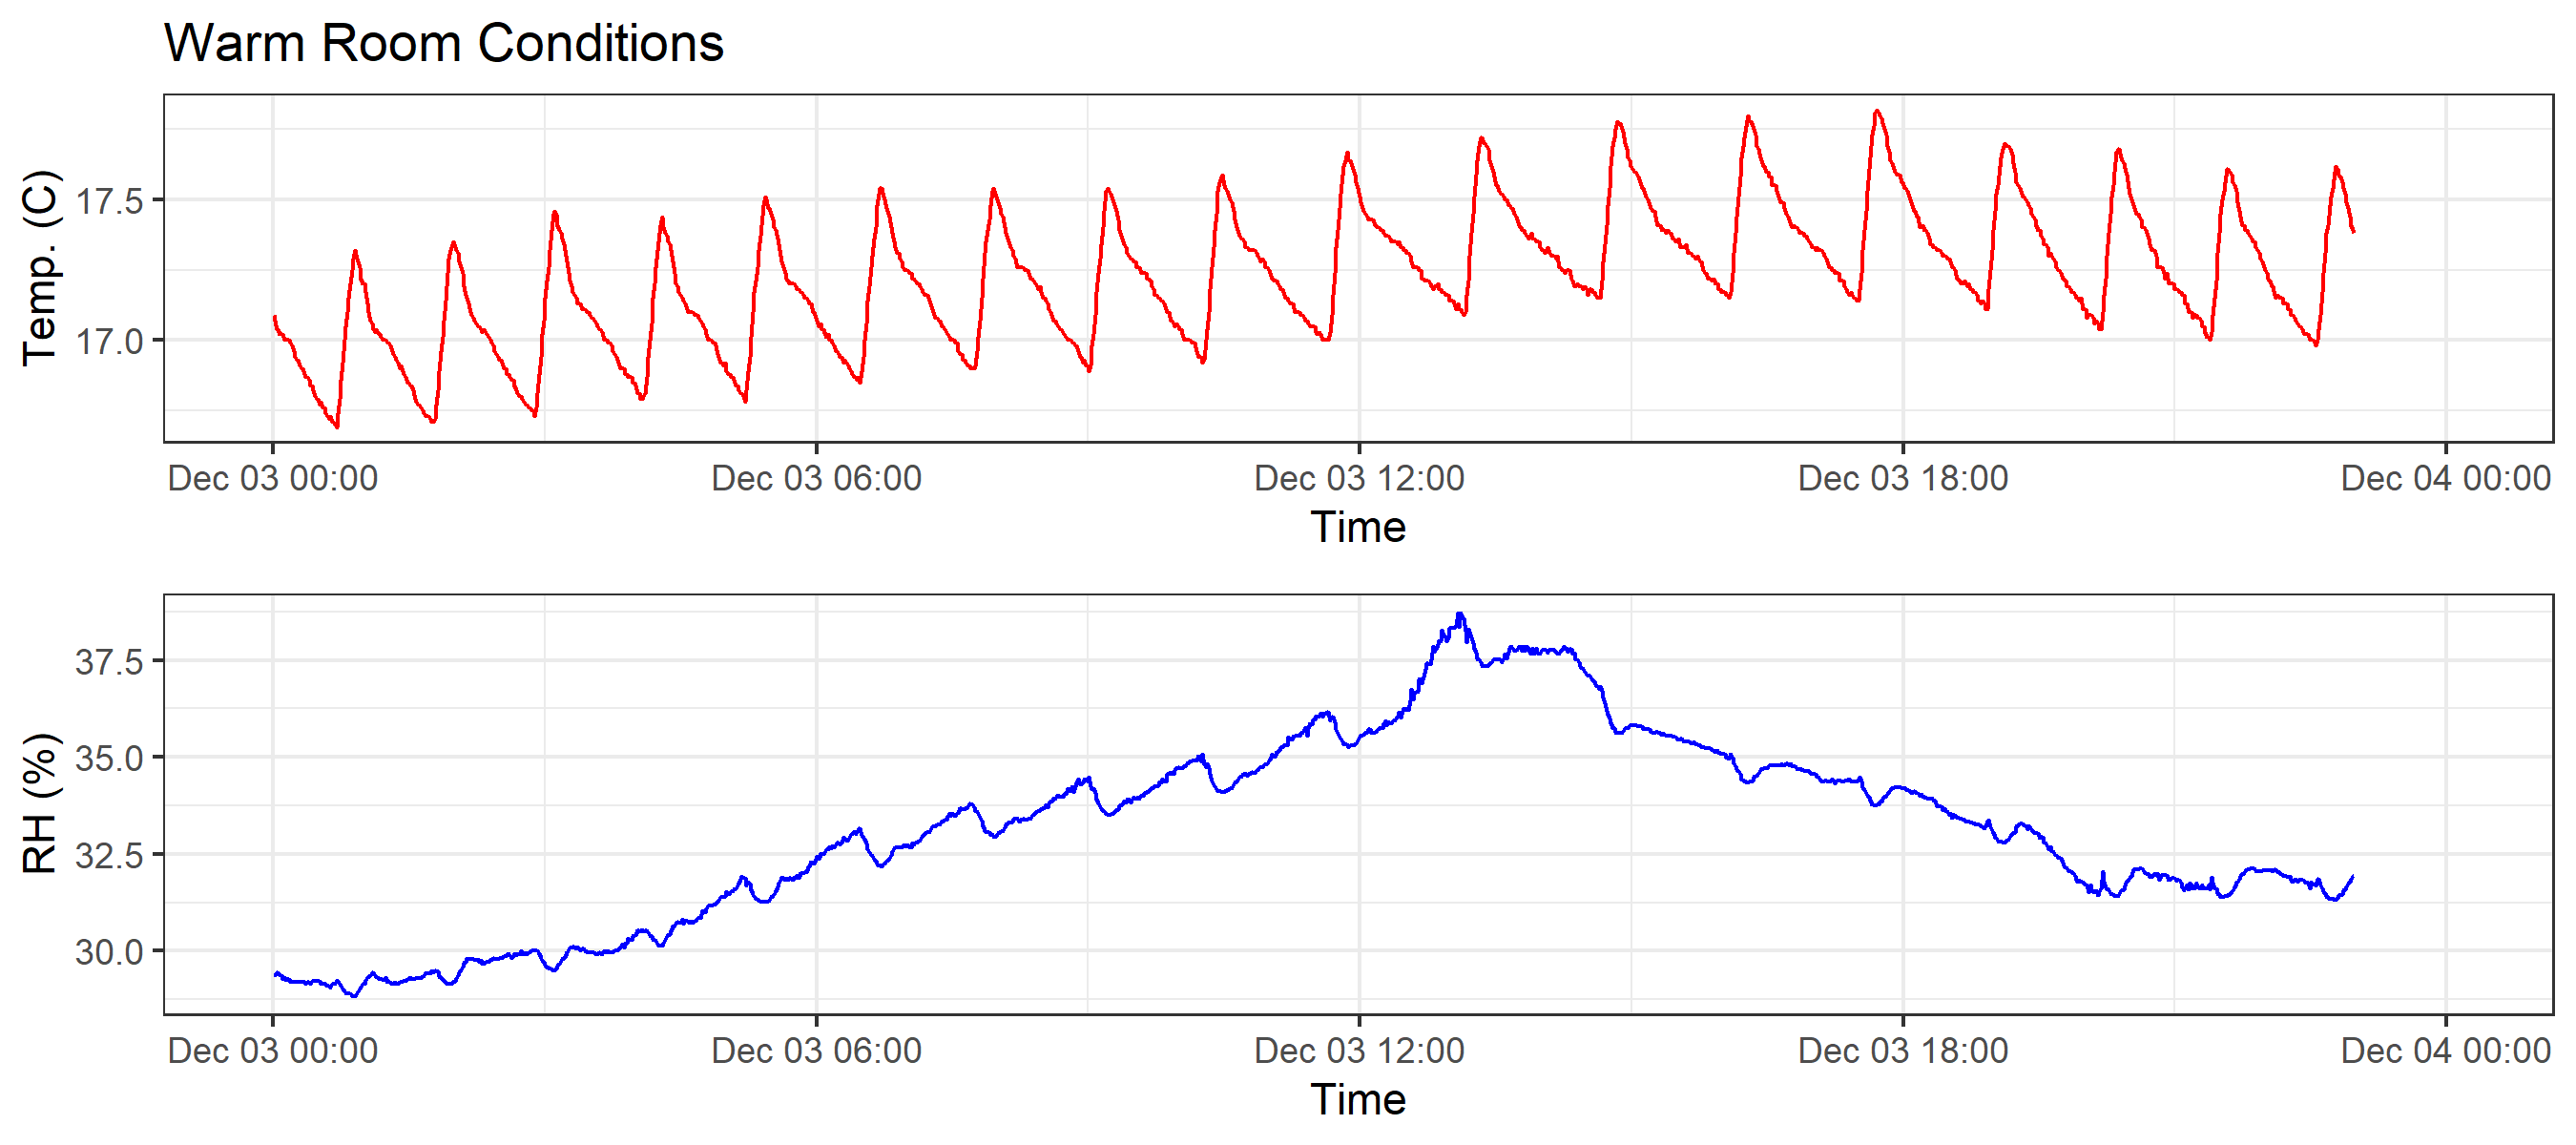 Warm Room Conditions
Temp. (C)
17.5
17.0
Dec 03 00:00 Dec 03 06:00 Dec 03 12:00 Dec 03 18:00 Dec 04 00:00
Time
RH (%)
37.5
35.0
32.5
30.0
Dec 03 00:00 Dec 03 06:00 Dec 03 12:00 Dec 03 18:00 Dec 04 00:00
Time